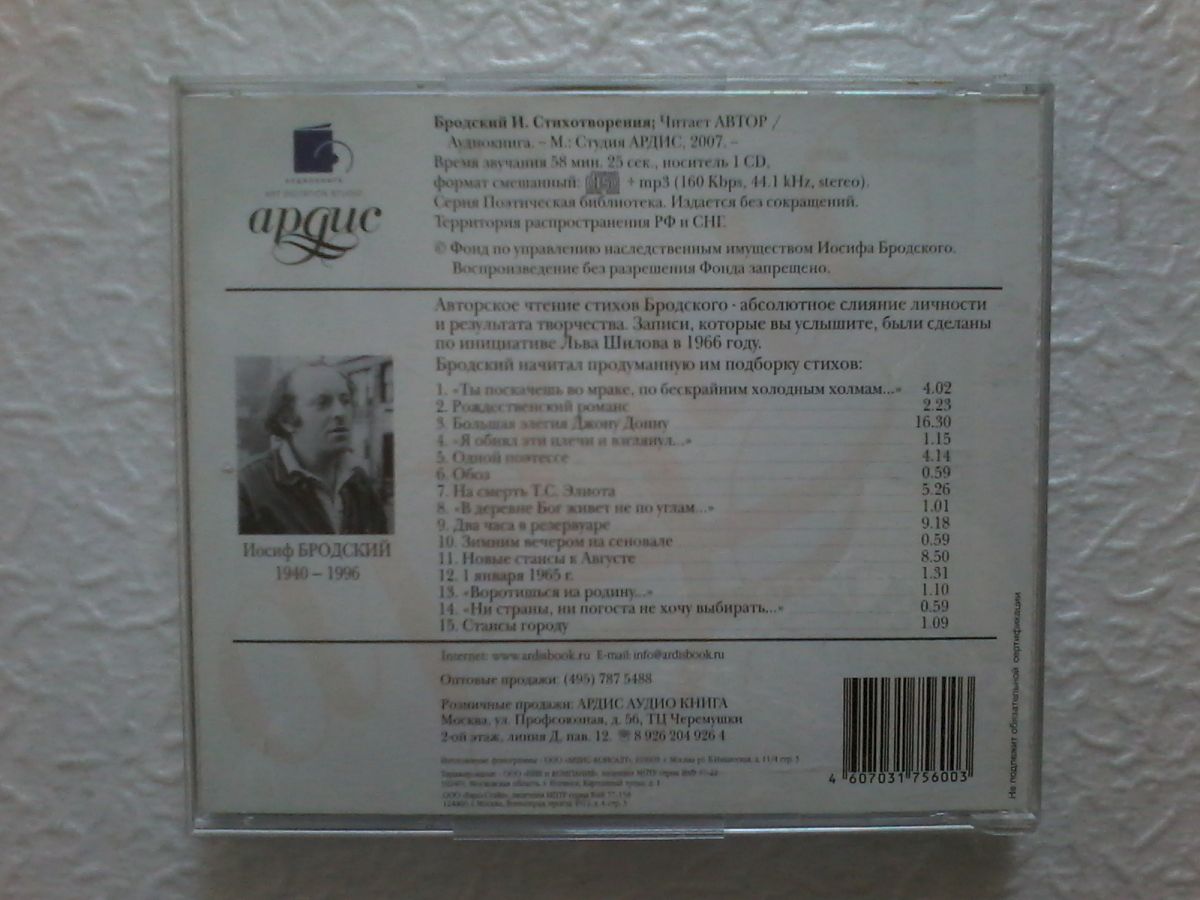 Бродский И. Стихотворения; Читает АВТОР /
Аудиокнига. – М.: Студия АРДИС, 2007. –
Время звучания 58 мин. 25 сек., носитель 1 CD,
формат смешанный: + mp3 (160 Kbps, 44.1 kHz, stereo).
Серия Поэтическая библиотека. Издается без сокращений.
Территория распространения РФ и СНГ.
© Фонд по управлению наследственным имуществом Иосифа Бродского.
Воспроизведение без разрешения Фонда запрещено.
АУДИОКНИГА
ардис
Авторское чтение стихов Бродского - абсолютное слияние личности
и результата творчества. Записи, которые вы услышите, были сделаны
по инициативе Льва Шилова в 1966 году.
Бродский начитал продуманную им подборку стихов:
1. «Ты поскачешь во мраке, по бескрайним холодным холмам...» 4.02
2. Рождественский романс 2.23
3. Большая элегия Джону Донну 16.30
4. «Я обнял эти плечи и взглянул...» 1.15
5. Одной поэтессе 4.14
6. Обоз 0.59
7. На смерть Т.С. Элиота 5.26
8. «В деревне Бог живет не по углам...» 1.01
9. Два часа в резервуаре 9.18
10. Зимним вечером на сеновале 0.59
11. Новые стансы к Августе 8.50
12. 1 января 1965 г. 1.31
13. «Воротишься на родину...» 1.10
14. «Ни страны, ни погоста не хочу выбирать...» 0.59
15. Стансы городу 1.09
Иосиф БРОДСКИЙ
1940 – 1996
Internet: www.ardisbook.ru E-mail: info@ardisbook.ru
Оптовые продажи: (495) 787 5488
Розничные продажи: АРДИС АУДИО КНИГА
Москва, ул. Профсоюзная, д. 56, ТЦ Черемушки
2-ой этаж, линия Д, пав. 12. ☎ 8 926 204 926 4
4 607031 756003
Не подлежит обязательной сертификации